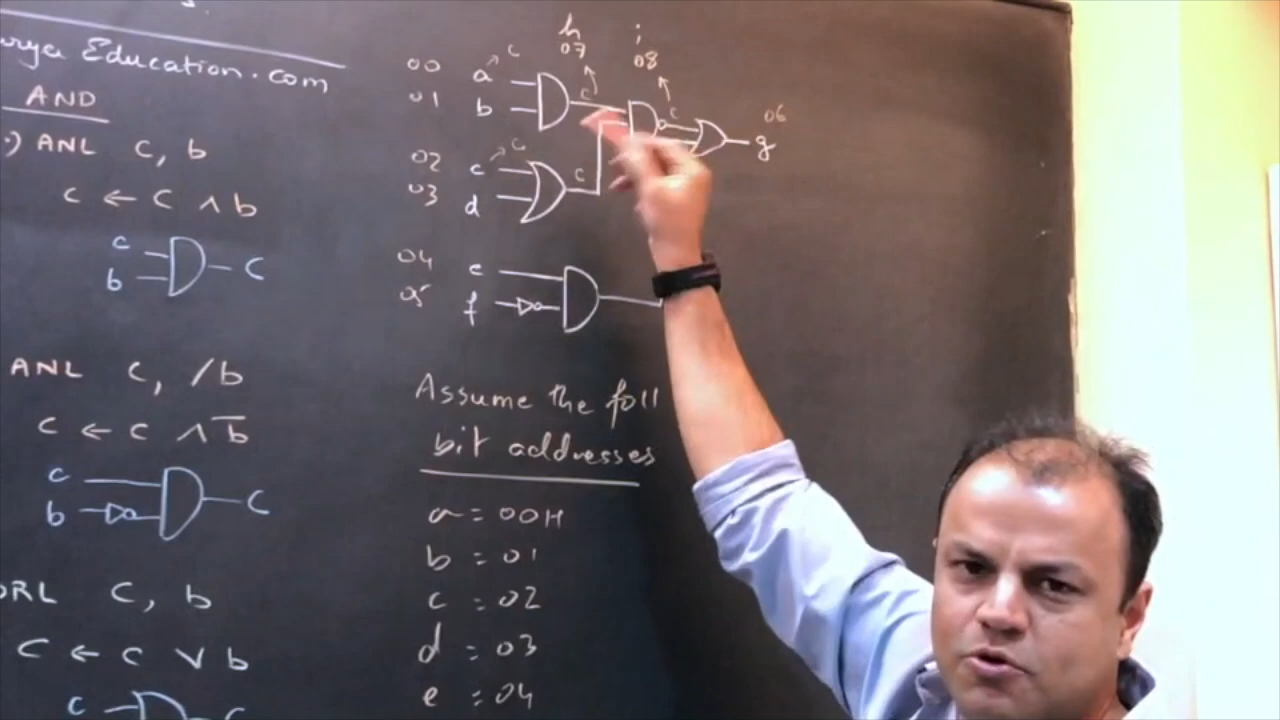 Education.com
AND
ANL C, b
C ← C ∧ b
c
b
C
ANL C, /b
C ← C ∧ b̅
c
b
C
ORL C, b
C ← C ∨ b
c
C
h
07
i
08
00 a c
01 b
c
c
06
g
02 c c
03 d
c
04 e
05 f
Assume the foll
bit addresses
a = 00H
b = 01
c = 02
d = 03
e = 04